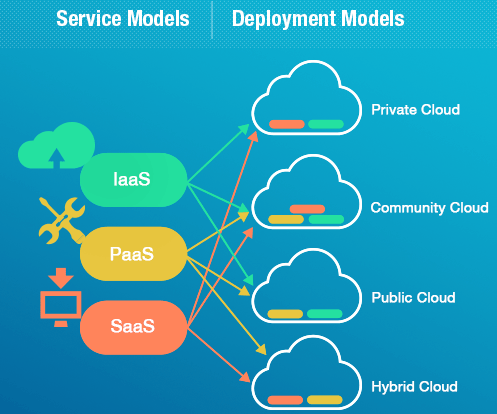 Service Models
Deployment Models
IaaS
PaaS
SaaS
Private Cloud
Community Cloud
Public Cloud
Hybrid Cloud